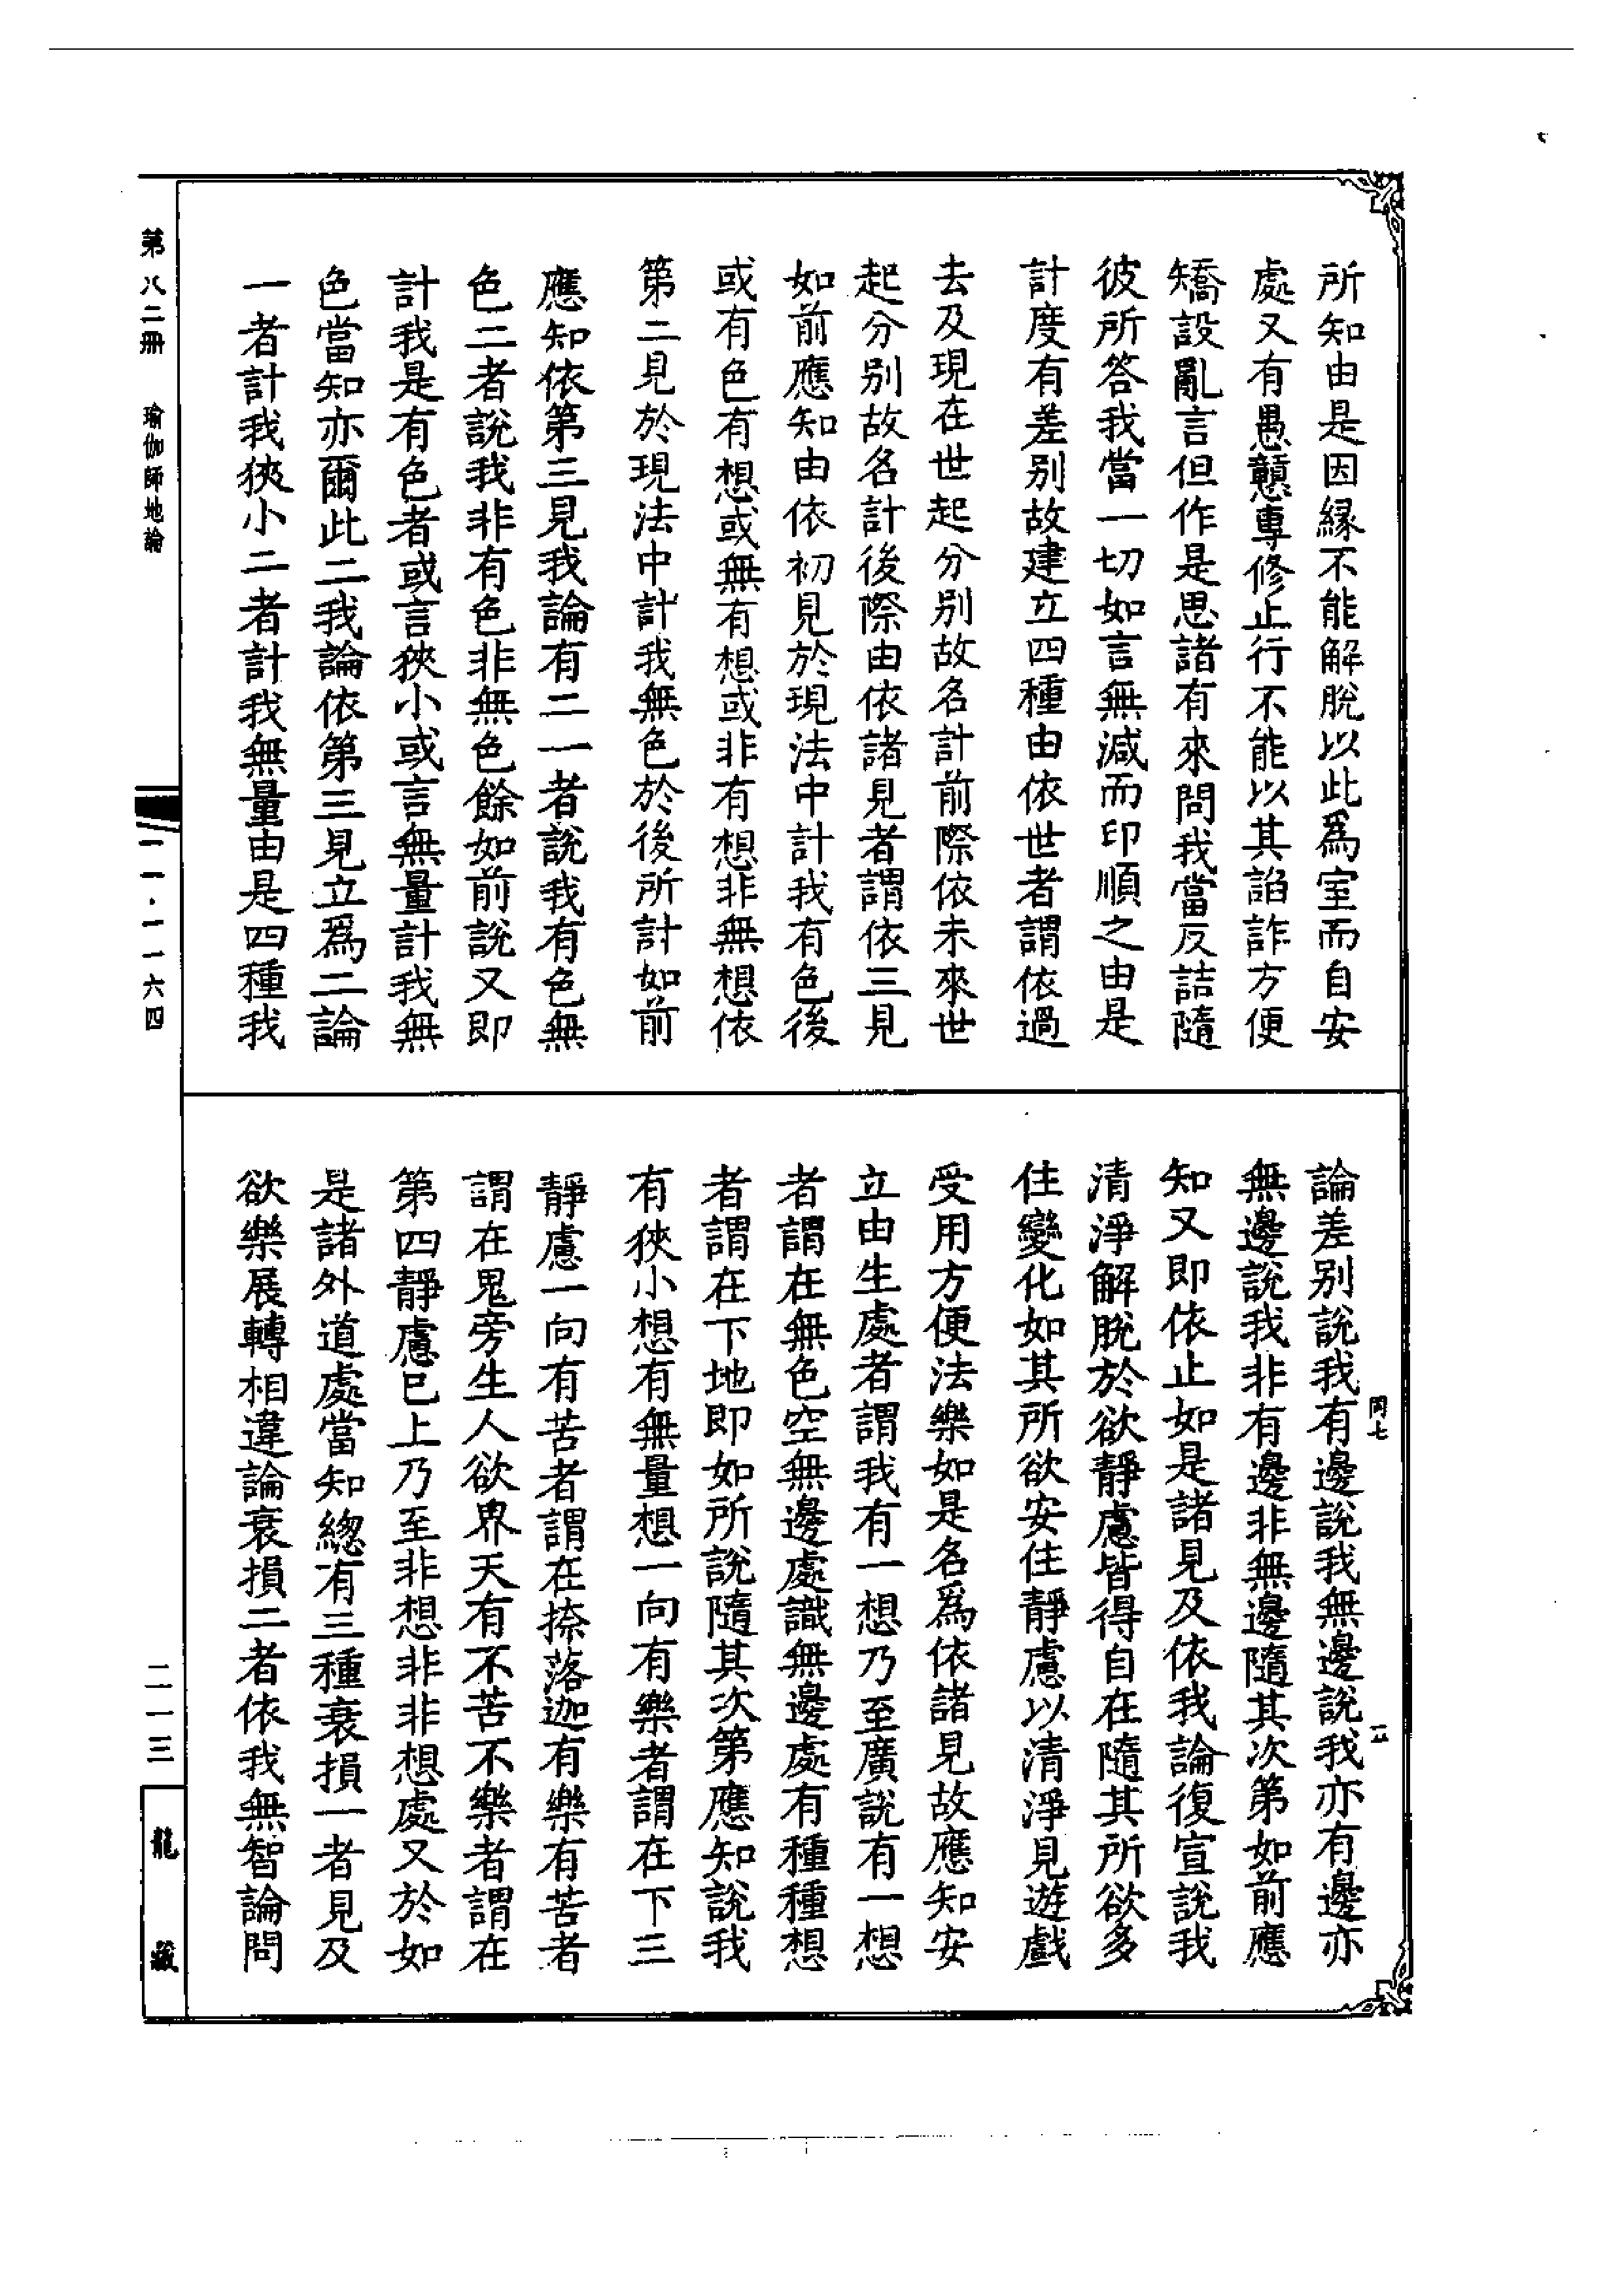 所知由是因縁不能解脫以此爲室而自安
處又有愚戇專修止行不能以其諂詐方便
矯設亂言但作是思諸有來問我當反詰隨
彼所答我當一切如言無減而印順之由是
計度有差别故建立四種由依世者謂依過
去及現在世起分别故名計前際依未來世
起分别故名計後際由依諸見者謂依三見
如前應知由依初見於現法中計我有色後
或有色有想或無有想或非有想非無想依
第二見於現法中計我無色於後所計如前
應知依第三見我論有二一者說我有色無
色二者說我非有色非無色餘如前說又即
計我是有色者或言狹小或言無量計我無
色當知亦爾此二我論依第三見立爲二論
一者計我狹小二者計我無量由是四種我
論差别說我有邊說我無邊說我亦有邊亦
無邊說我非有邊非無邊隨其次第如前應
知又即依止如是諸見及依我論復宣說我
清淨解脫於欲靜慮皆得自在隨其所欲多
住變化如其所欲安住靜慮以清淨見遊戲
受用方便法樂如是名爲依諸見故應知安
立由生處者謂我有一想乃至廣說有一想
者謂在無色空無邊處識無邊處有種種想
者謂在下地即如所說隨其次第應知說我
有狹小想有無量想一向有樂者謂在下三
靜慮一向有苦者謂在捺落迦有樂有苦者
謂在鬼旁生人欲界天有不苦不樂者謂在
第四靜慮已上乃至非想非非想處又於如
是諸外道處當知總有三種衰損一者見及
欲樂展轉相違論衰損二者依我無智論問
第八二冊 瑜伽師地論
一一·一一六四
二一三
龍藏